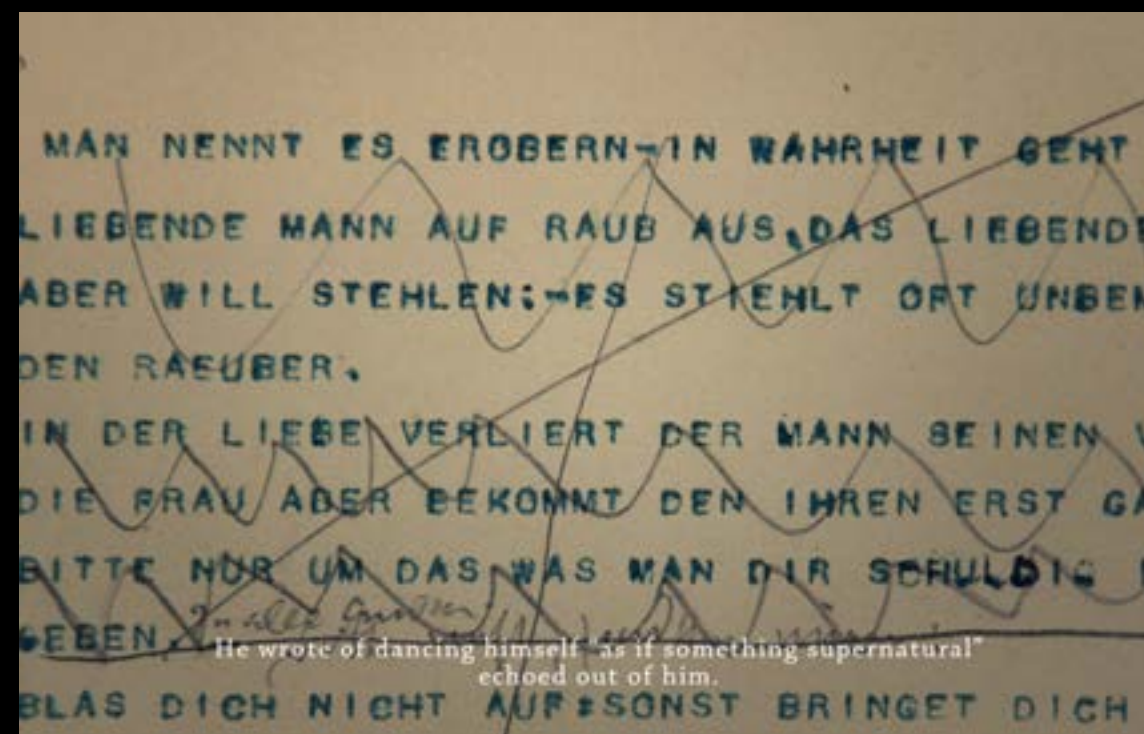 MAN NENNT ES EROBERN-IN WAHRHEIT GEHT
LIEBENDE MANN AUF RAUB AUS,DAS LIEBENDE
ABER WILL STEHLEN:-ES STIEHLT OFT UNBE
DEN RAEUBER.
IN DER LIEBE VERLIERT DER MANN SEINEN
DIE FRAU ABER BEKOMMT DEN IHREN ERST GA
BITTE NUR UM DAS WAS MAN DIR SCHULDIG
GEBEN.
He wrote of dancing himself "as if something supernatural"
echoed out of him.
BLAS DICH NICHT AUF:SONST BRINGET DICH